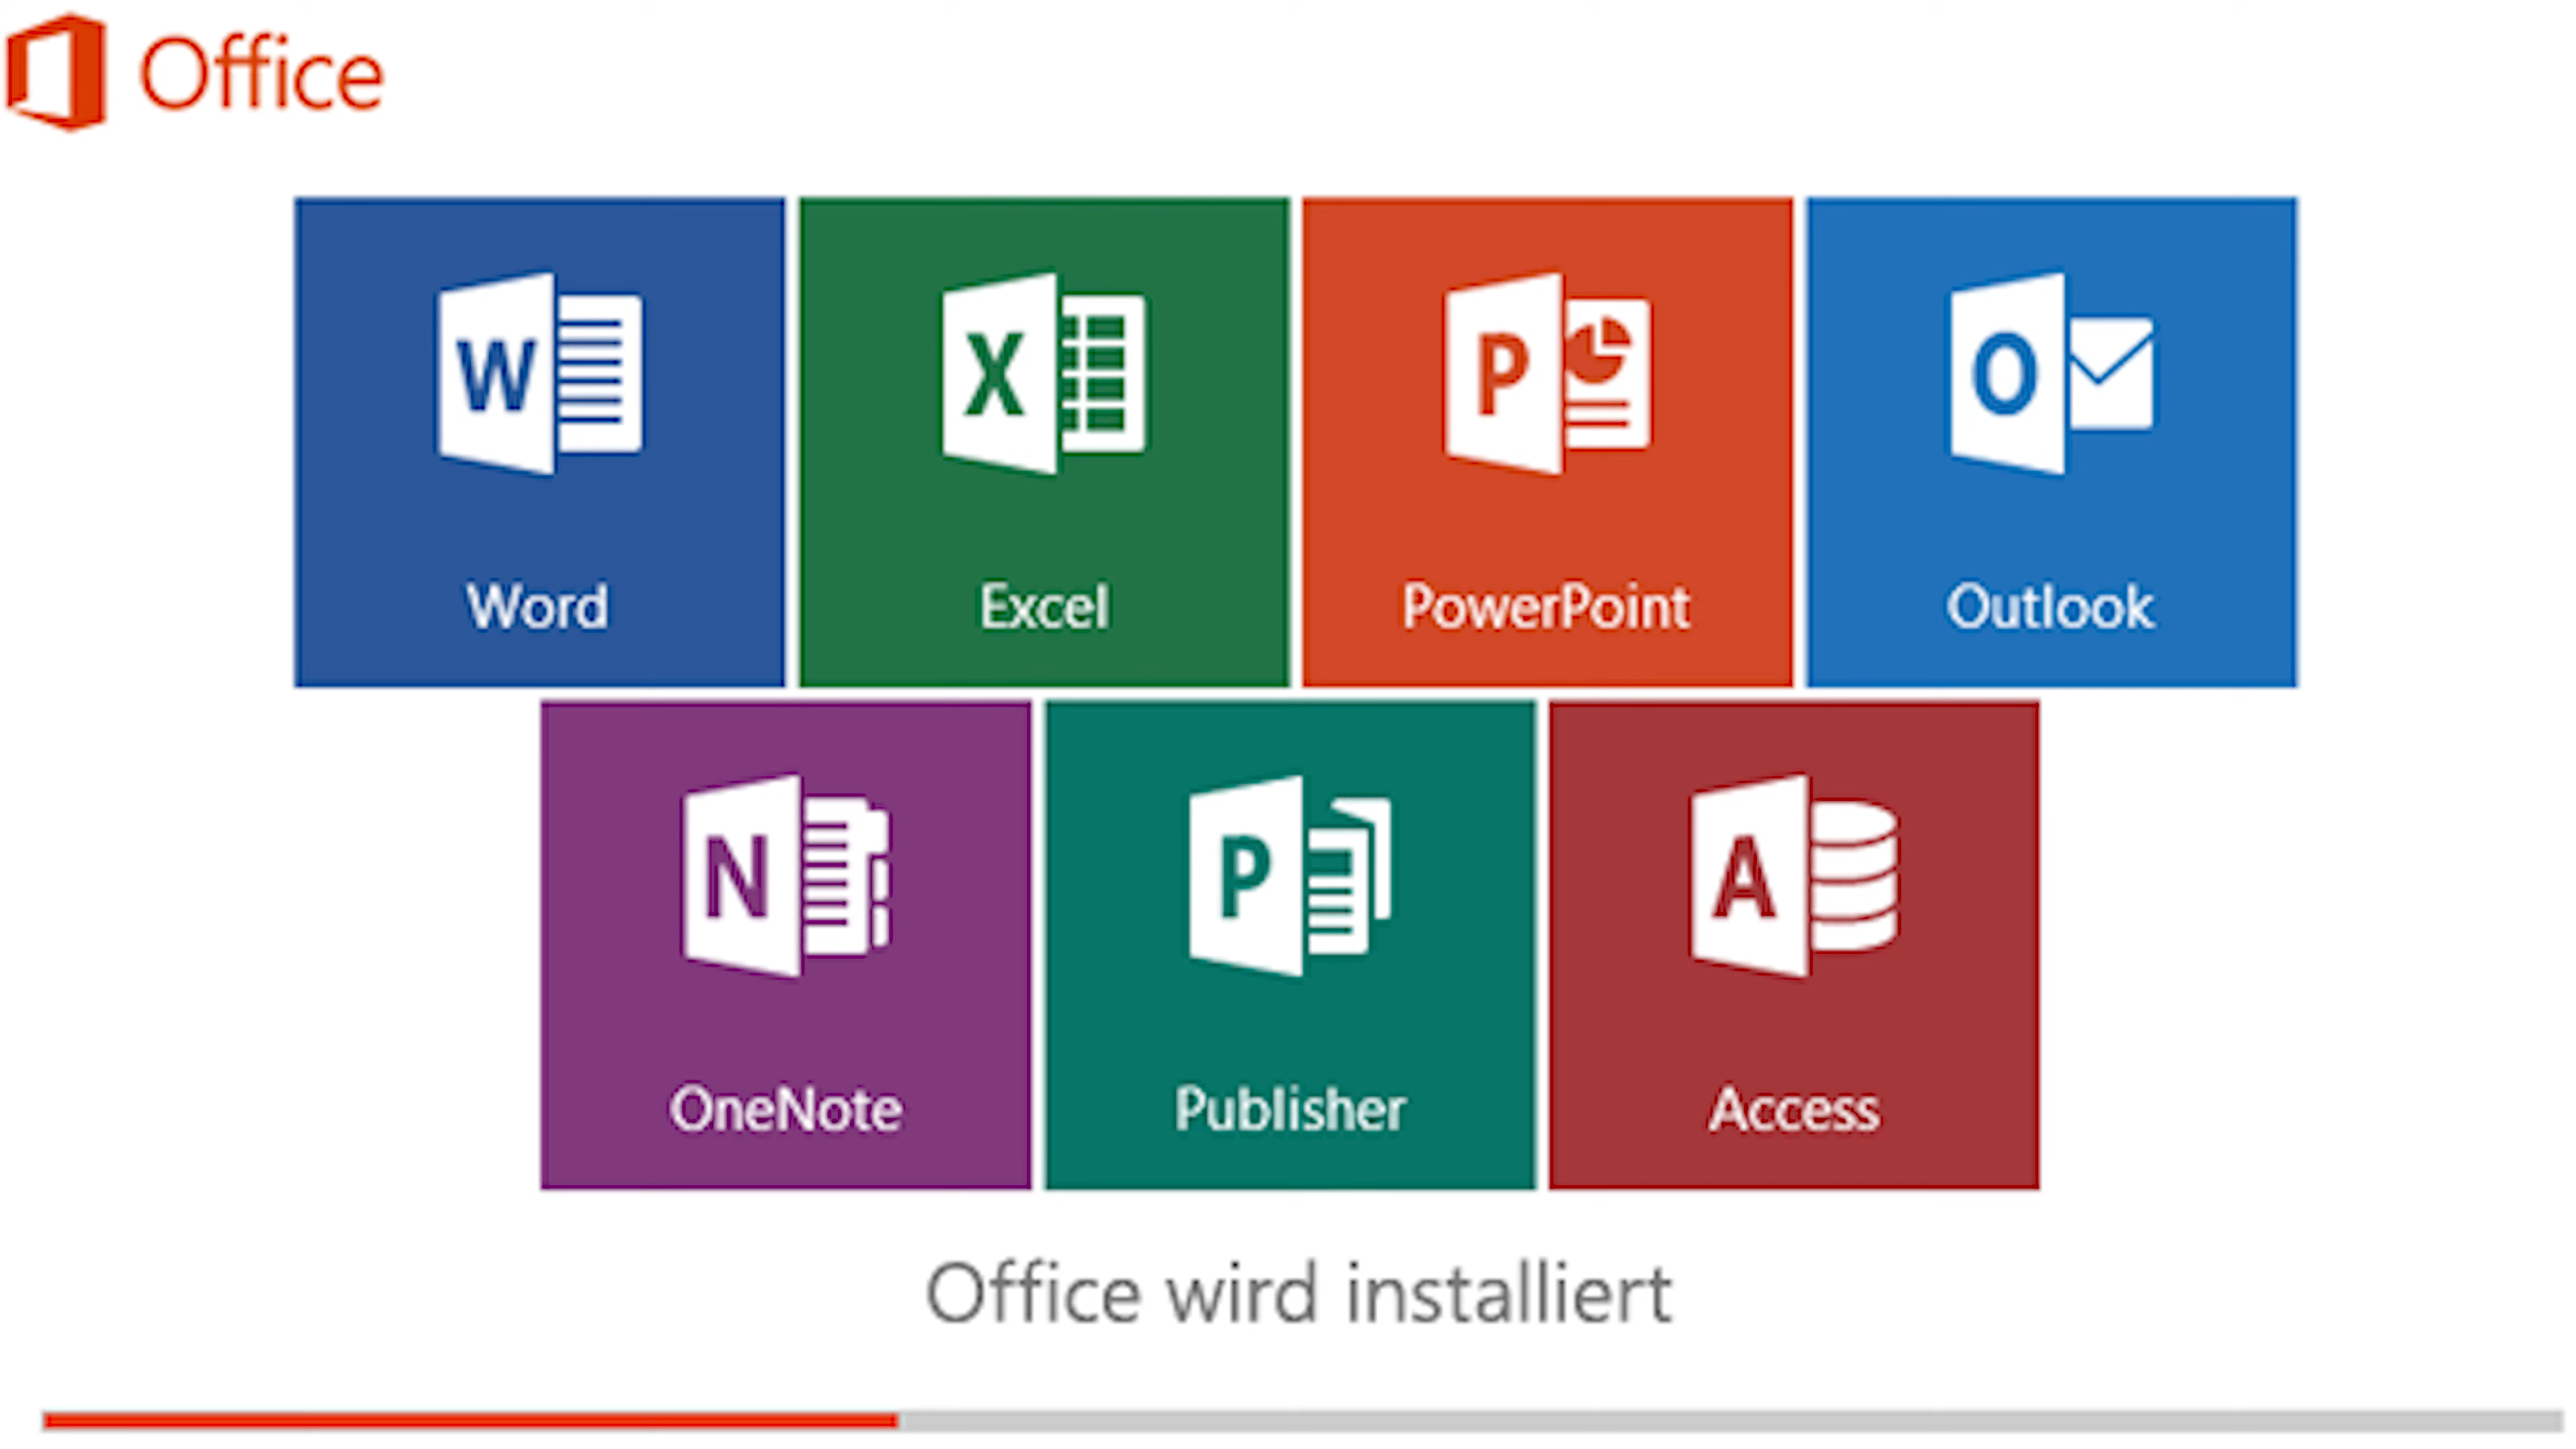 Office
W X P O
Word Excel PowerPoint Outlook
N P A
OneNote Publisher Access
Office wird installiert